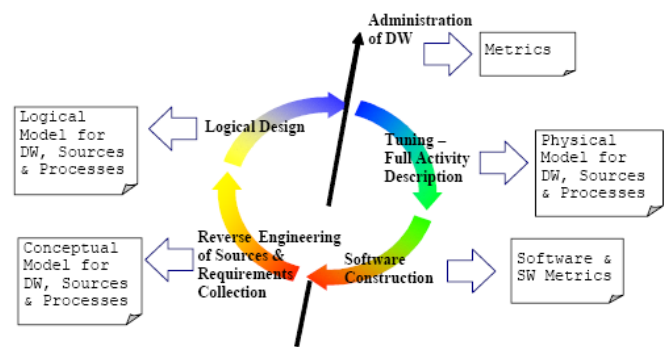 Administration
of DW
Metrics
Logical
Model for
DW, Sources
& Processes
Logical Design
Tuning –
Full Activity
Description
Physical
Model for
DW, Sources
& Processes
Conceptual
Model for
DW, Sources
& Processes
Reverse Engineering
of Sources &
Requirements
Collection
Software
Construction
Software &
SW Metrics